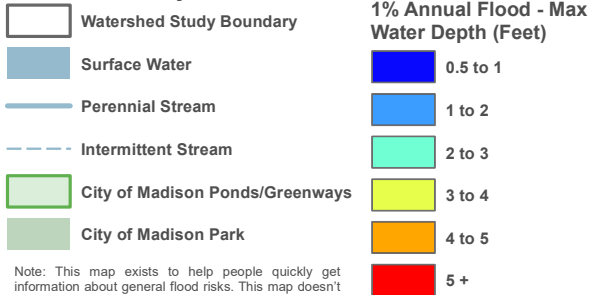 Watershed Study Boundary
Surface Water
Perennial Stream
Intermittent Stream
City of Madison Ponds/Greenways
City of Madison Park
Note: This map exists to help people quickly get
information about general flood risks. This map doesn't
1% Annual Flood - Max
Water Depth (Feet)
0.5 to 1
1 to 2
2 to 3
3 to 4
4 to 5
5 +